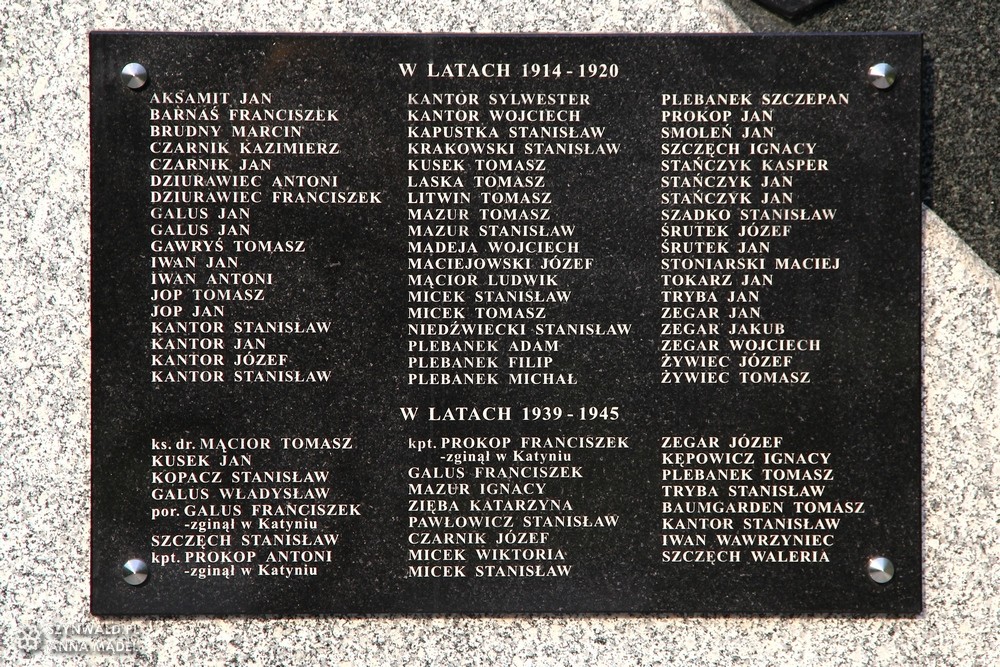 W LATACH 1914 - 1920
AKSAMIT JAN
BARNAŚ FRANCISZEK
BRUDNY MARCIN
CZARNIK KAZIMIERZ
CZARNIK JAN
DZIURAWIEC ANTONI
DZIURAWIEC FRANCISZEK
GALUS JAN
GALUS JAN
GAWRYŚ TOMASZ
IWAN JAN
IWAN ANTONI
JOP TOMASZ
JOP JAN
KANTOR STANISŁAW
KANTOR JAN
KANTOR JÓZEF
KANTOR STANISŁAW
KANTOR SYLWESTER
KANTOR WOJCIECH
KAPUSTKA STANISŁAW
KRAKOWSKI STANISŁAW
KUSEK TOMASZ
LASKA TOMASZ
LITWIN TOMASZ
MAZUR TOMASZ
MAZUR STANISŁAW
MADEJA WOJCIECH
MACIEJOWSKI JÓZEF
MĄCIOR LUDWIK
MICEK STANISŁAW
MICEK TOMASZ
NIEDŹWIECKI STANISŁAW
PLEBANEK ADAM
PLEBANEK FILIP
PLEBANEK MICHAŁ
PLEBANEK SZCZEPAN
PROKOP JAN
SMOLEŃ JAN
SZCZĘCH IGNACY
STAŃCZYK KASPER
STAŃCZYK JAN
STAŃCZYK JAN
SZADKO STANISŁAW
ŚRUTEK JÓZEF
ŚRUTEK JAN
STONIARSKI MACIEJ
TOKARZ JAN
TRYBA JAN
ZEGAR JAN
ZEGAR JAKUB
ZEGAR WOJCIECH
ŻYWIEC JÓZEF
ŻYWIEC TOMASZ
W LATACH 1939 - 1945
ks. dr. MĄCIOR TOMASZ
KUSEK JAN
KOPACZ STANISŁAW
GALUS WŁADYSŁAW
por. GALUS FRANCISZEK
-zginął w Katyniu
SZCZĘCH STANISŁAW
kpt. PROKOP ANTONI
-zginął w Katyniu
kpt. PROKOP FRANCISZEK
-zginął w Katyniu
GALUS FRANCISZEK
MAZUR IGNACY
ZIĘBA KATARZYNA
PAWŁOWICZ STANISŁAW
CZARNIK JÓZEF
MICEK WIKTORIA
MICEK STANISŁAW
ZEGAR JÓZEF
KĘPOWICZ IGNACY
PLEBANEK TOMASZ
TRYBA STANISŁAW
BAUMGARDEN TOMASZ
KANTOR STANISŁAW
IWAN WAWRZYNIEC
SZCZĘCH WALERIA
SZYNWALD.PL
ANNA MADEJ